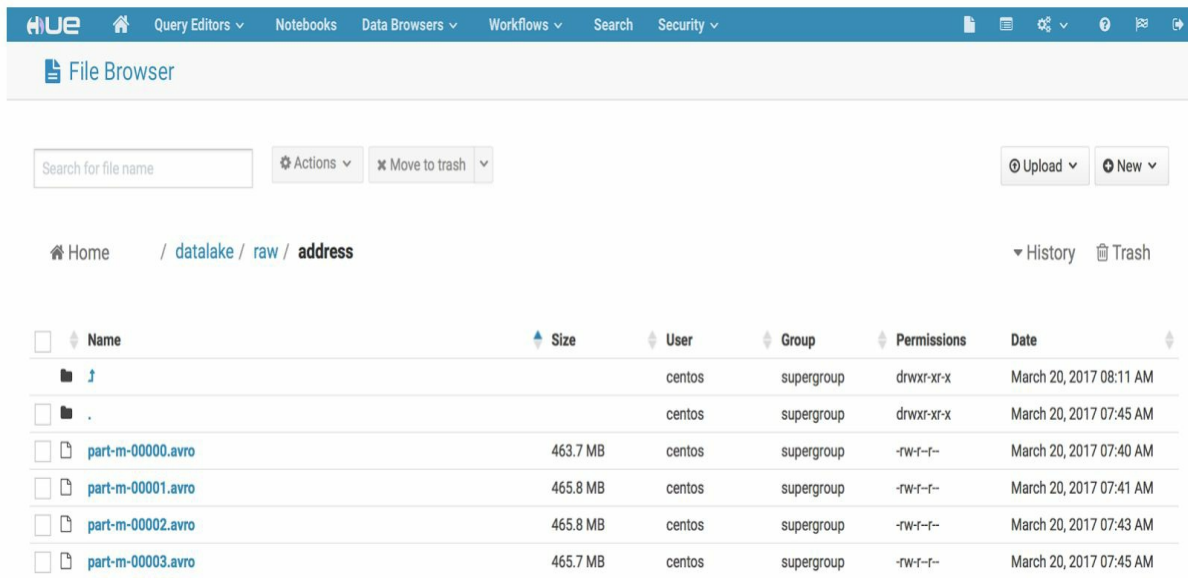 HUE Query Editors Notebooks Data Browsers Workflows Search Security
File Browser
Search for file name Actions Move to trash Upload New
Home / datalake / raw / address History Trash
Name Size User Group Permissions Date
centos supergroup drwxr-xr-x March 20, 2017 08:11 AM
. centos supergroup drwxr-xr-x March 20, 2017 07:45 AM
part-m-00000.avro 463.7 MB centos supergroup -rw-r--r-- March 20, 2017 07:40 AM
part-m-00001.avro 465.8 MB centos supergroup -rw-r--r-- March 20, 2017 07:41 AM
part-m-00002.avro 465.8 MB centos supergroup -rw-r--r-- March 20, 2017 07:43 AM
part-m-00003.avro 465.7 MB centos supergroup -rw-r--r-- March 20, 2017 07:45 AM